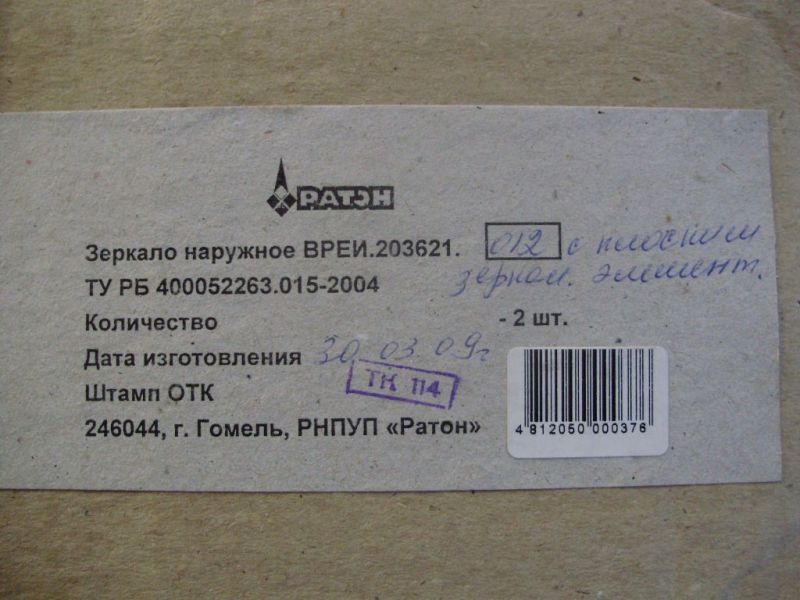 РАТОН
Зеркало наружное ВРЕИ.203621. 012 с плоским
зеркал. элемент.
ТУ РБ 400052263.015-2004
Количество - 2 шт.
Дата изготовления 30 03 09г
Штамп ОТК ТК 114
246044, г. Гомель, РНПУП «Ратон»
4 812050 000376